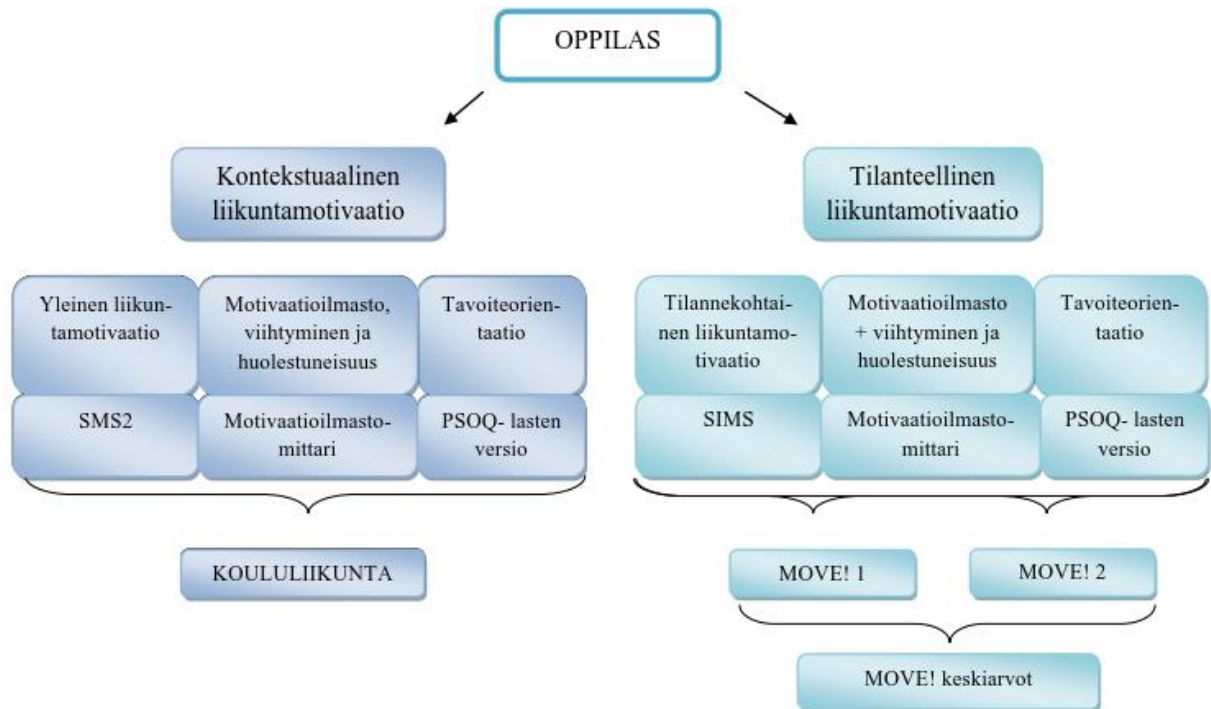 OPPILAS
Kontekstuaalinen
liikuntamotivaatio
Tilanteellinen
liikuntamotivaatio
Yleinen liikun-
tamotivaatio
Motivaatioilmasto,
viihtyminen ja
huolestuneisuus
Tavoiteorien-
taatio
SMS2
Motivaatioilmasto-
mittari
PSOQ- lasten
versio
KOULULIIKUNTA
Tilannekohtai-
nen liikuntamo-
tivaatio
Motivaatioilmasto
+ viihtyminen ja
huolestuneisuus
Tavoiteorien-
taatio
SIMS
Motivaatioilmasto-
mittari
PSOQ- lasten
versio
MOVE! 1
MOVE! 2
MOVE! keskiarvot